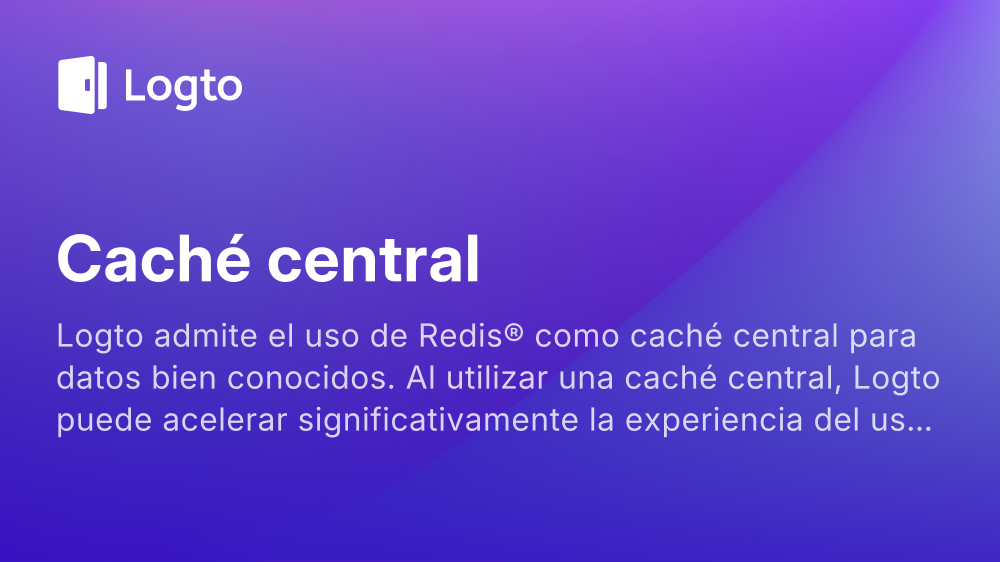 Logto
Caché central
Logto admite el uso de Redis® como caché central para
datos bien conocidos. Al utilizar una caché central, Logto
puede acelerar significativamente la experiencia del us...